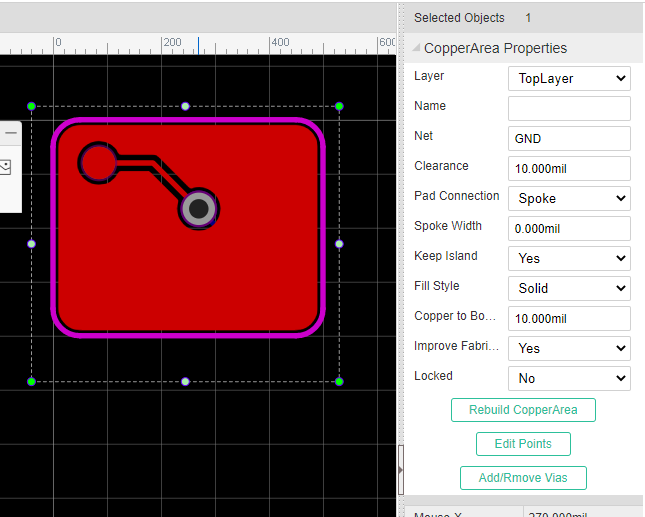 Selected Objects 1
CopperArea Properties
0 200 400 600
Layer TopLayer
Name
Net GND
Clearance 10.000mil
Pad Connection Spoke
Spoke Width 0.000mil
Keep Island Yes
Fill Style Solid
Copper to Bo... 10.000mil
Improve Fabri... Yes
Locked No
Rebuild CopperArea
Edit Points
Add/Rmove Vias
Mouse-X 270.000mil